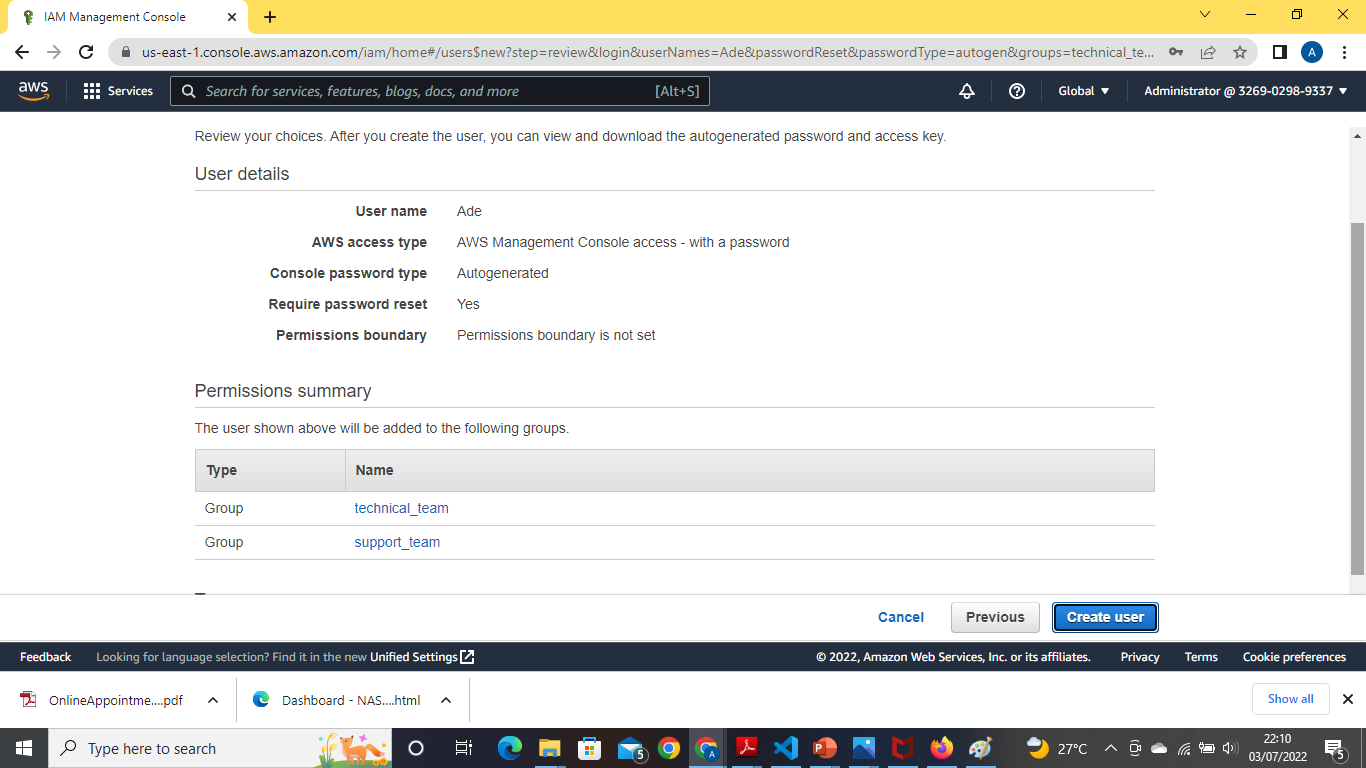 IAM Management Console
us-east-1.console.aws.amazon.com/iam/home#/users$new?step=review&login&userNames=Ade&passwordReset&passwordType=autogen&groups=technical_te...
A
aws
Services
Search for services, features, blogs, docs, and more [Alt+S]
Global
Administrator @ 3269-0298-9337
Review your choices. After you create the user, you can view and download the autogenerated password and access key.
User details
User name Ade
AWS access type AWS Management Console access - with a password
Console password type Autogenerated
Require password reset Yes
Permissions boundary Permissions boundary is not set
Permissions summary
The user shown above will be added to the following groups.
Type Name
Group technical_team
Group support_team
Cancel Previous Create user
Feedback Looking for language selection? Find it in the new Unified Settings © 2022, Amazon Web Services, Inc. or its affiliates. Privacy Terms Cookie preferences
OnlineAppointme....pdf Dashboard - NAS....html Show all
Type here to search
5
A
27°C
22:10
03/07/2022
5